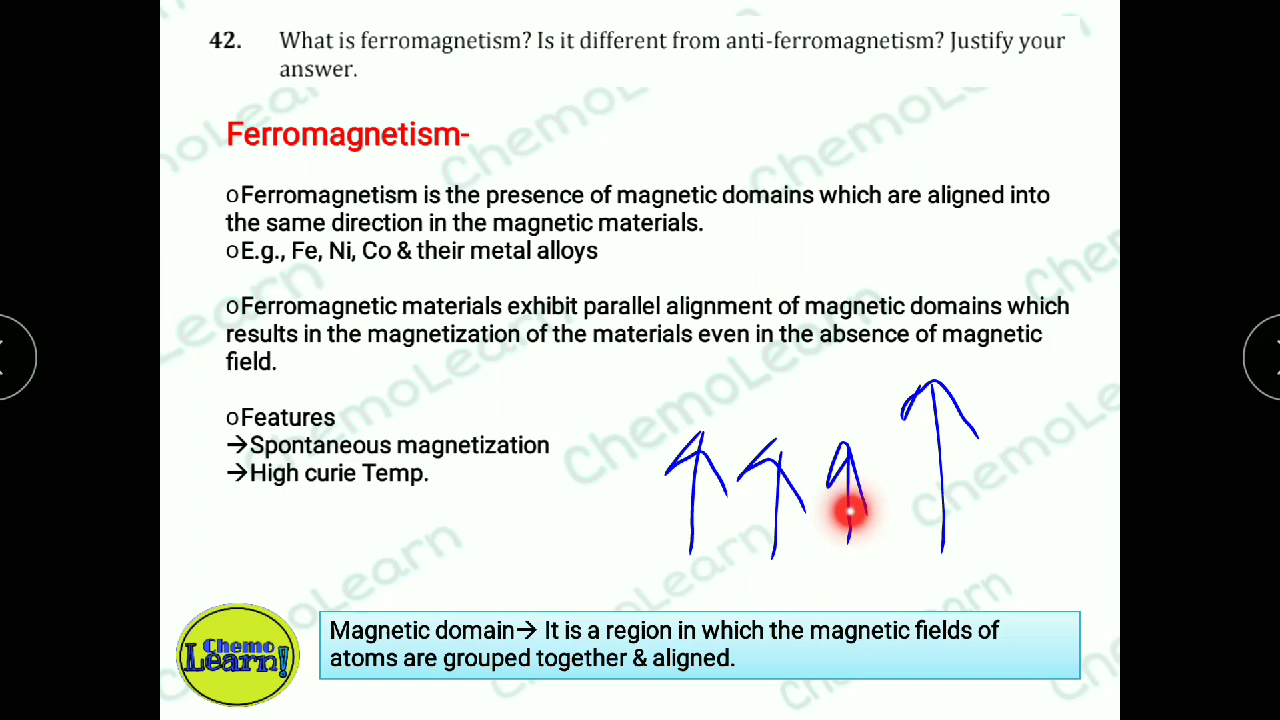 42. What is ferromagnetism? Is it different from anti-ferromagnetism? Justify your
answer.
Ferromagnetism-
oFerromagnetism is the presence of magnetic domains which are aligned into
the same direction in the magnetic materials.
oE.g., Fe, Ni, Co & their metal alloys
oFerromagnetic materials exhibit parallel alignment of magnetic domains which
results in the magnetization of the materials even in the absence of magnetic
field.
oFeatures
→Spontaneous magnetization
→High curie Temp.
Chemo
Learn!
Magnetic domain→ It is a region in which the magnetic fields of
atoms are grouped together & aligned.
ChemoLearn